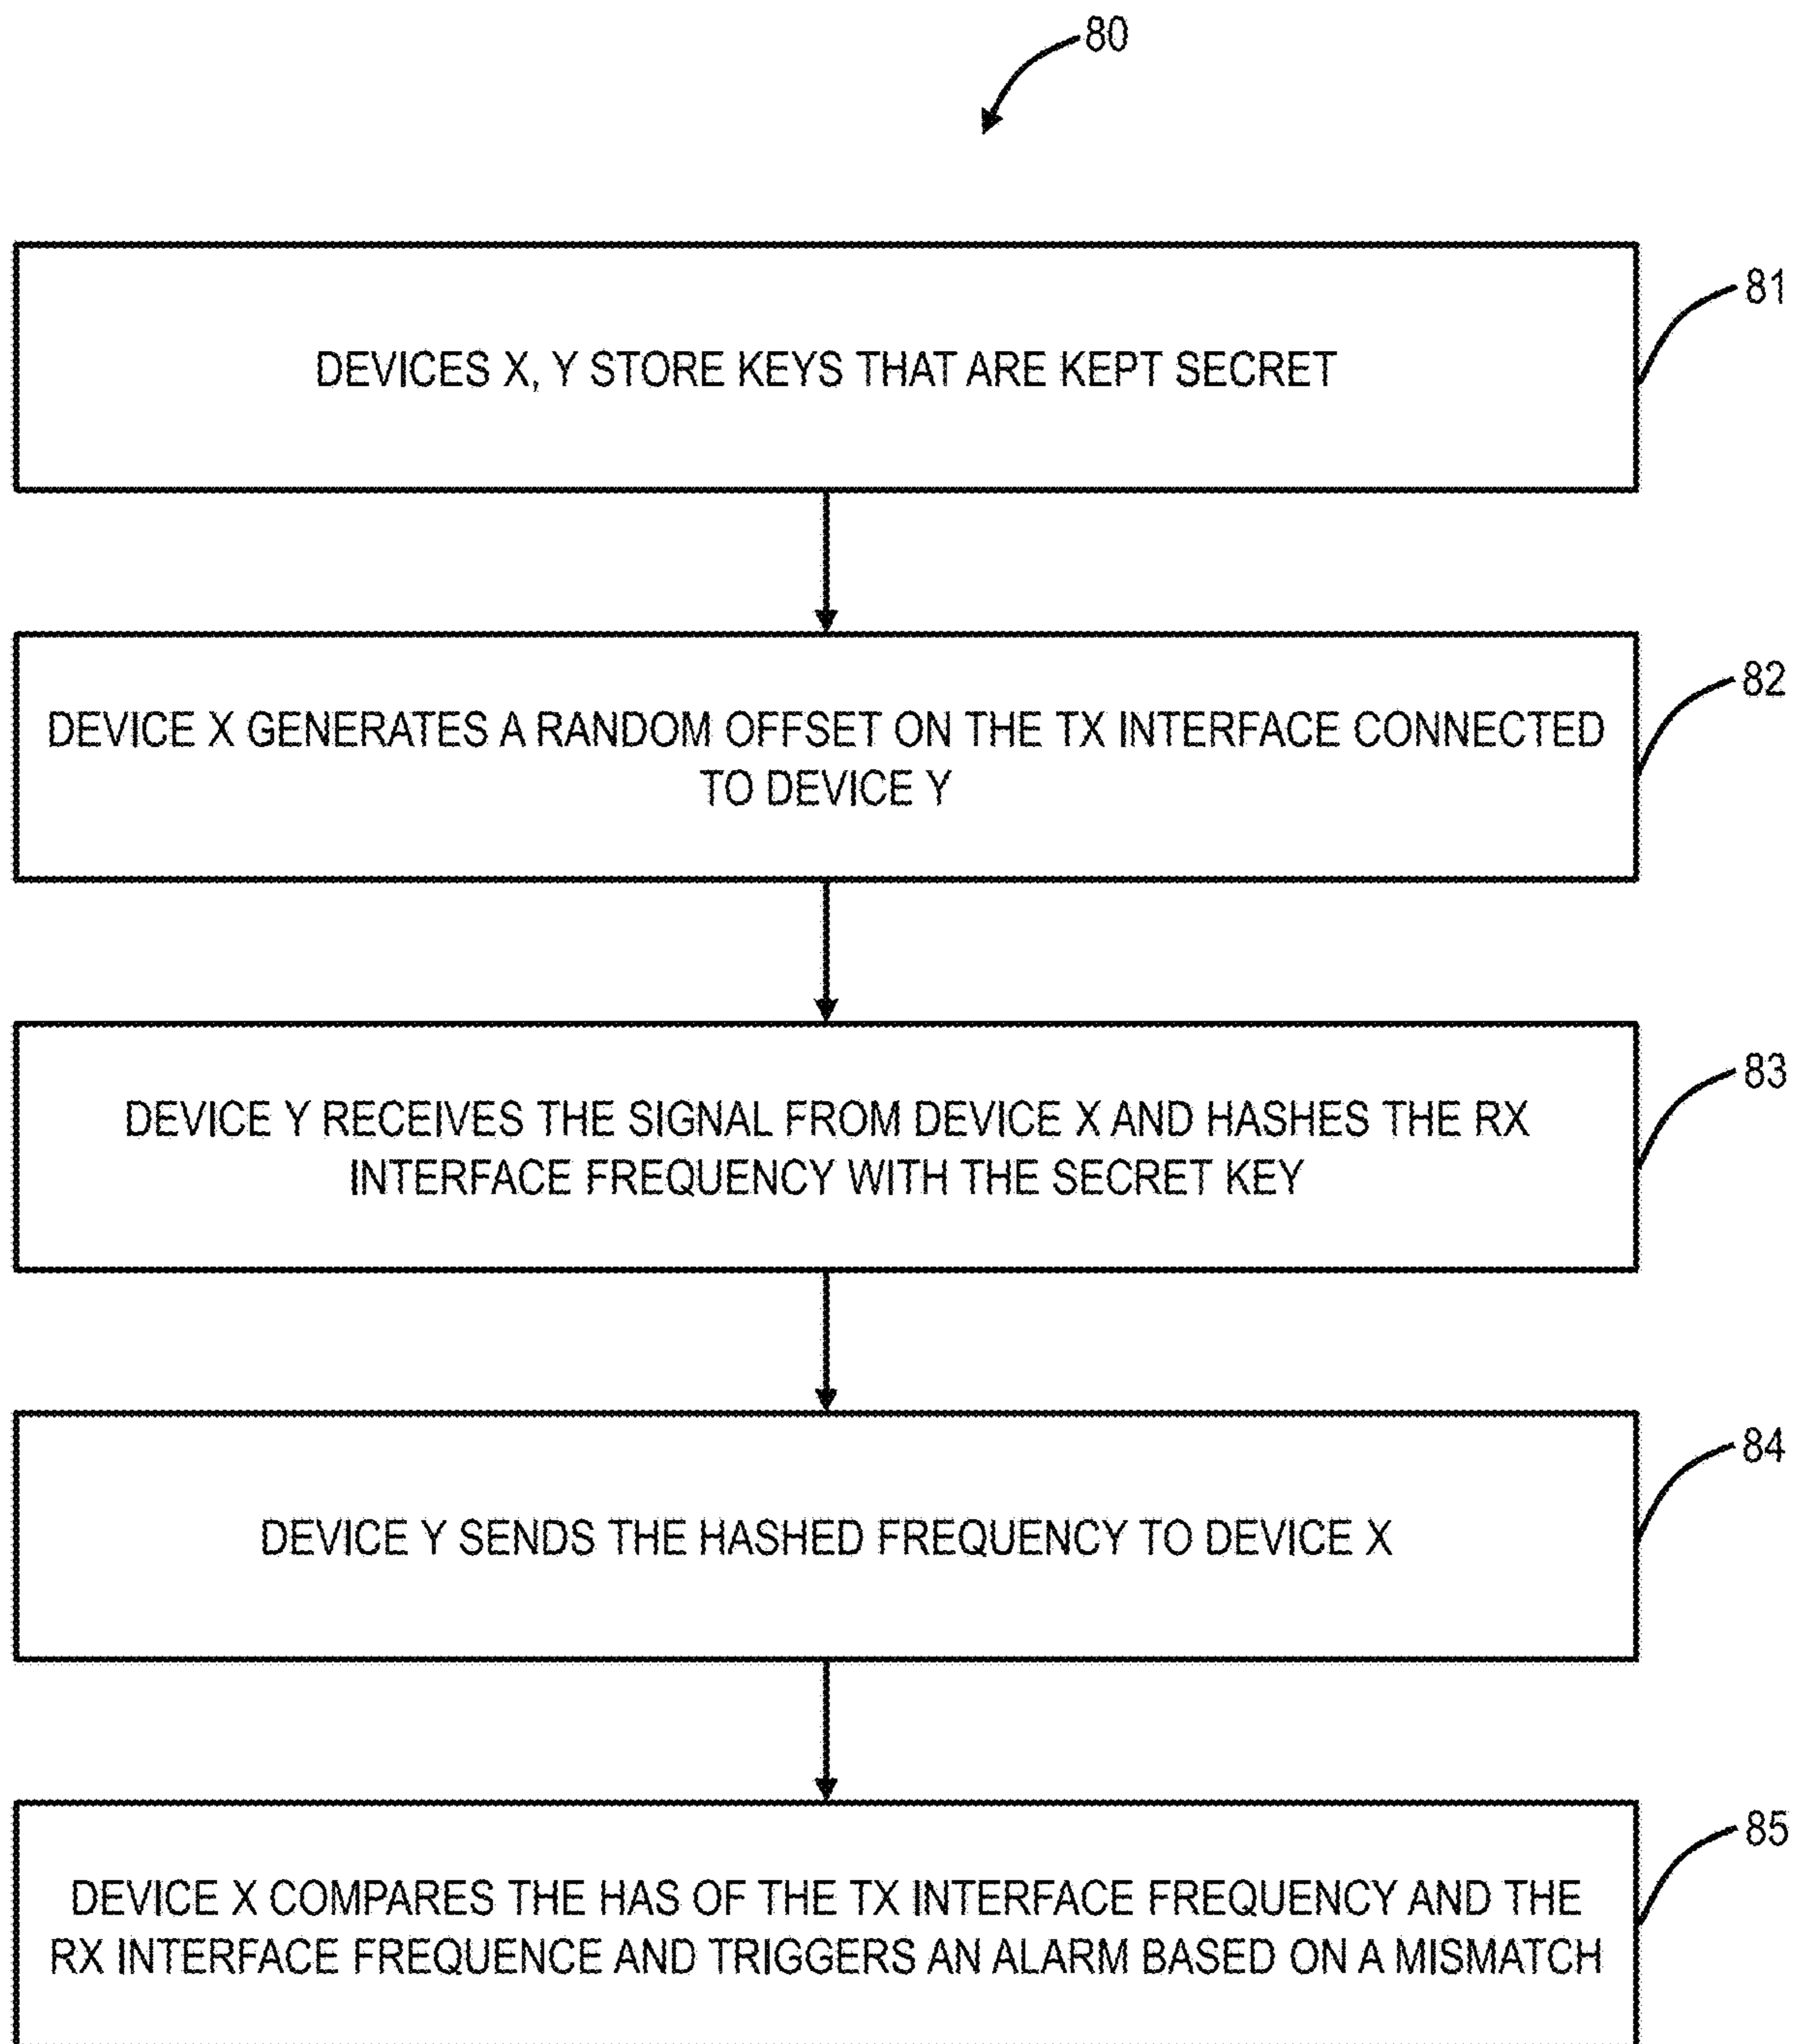 80
DEVICES X, Y STORE KEYS THAT ARE KEPT SECRET
81
DEVICE X GENERATES A RANDOM OFFSET ON THE TX INTERFACE CONNECTED
TO DEVICE Y
82
DEVICE Y RECEIVES THE SIGNAL FROM DEVICE X AND HASHES THE RX
INTERFACE FREQUENCY WITH THE SECRET KEY
83
DEVICE Y SENDS THE HASHED FREQUENCY TO DEVICE X
84
DEVICE X COMPARES THE HAS OF THE TX INTERFACE FREQUENCY AND THE
RX INTERFACE FREQUENCE AND TRIGGERS AN ALARM BASED ON A MISMATCH
85